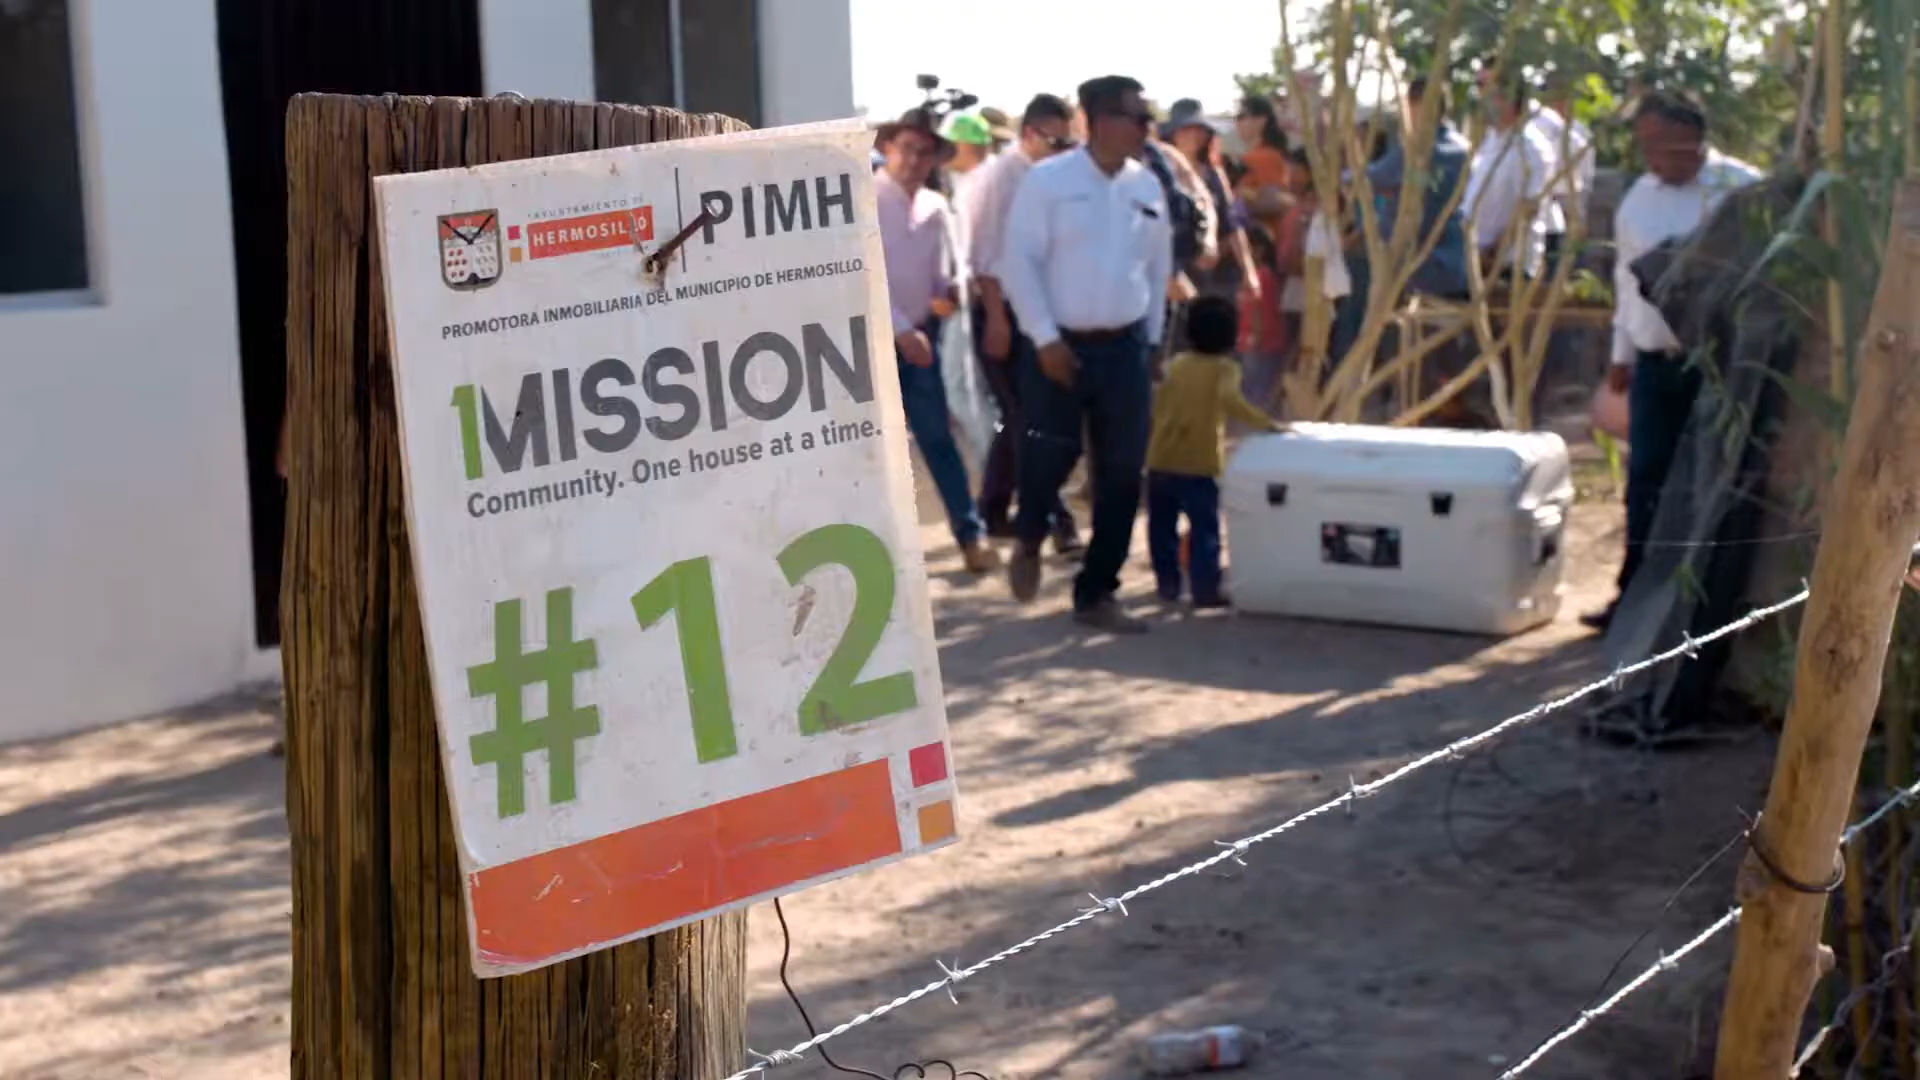 H. AYUNTAMIENTO DE
HERMOSILLO
PIMH
PROMOTORA INMOBILIARIA DEL MUNICIPIO DE HERMOSILLO
1MISSION
Community. One house at a time.
#12